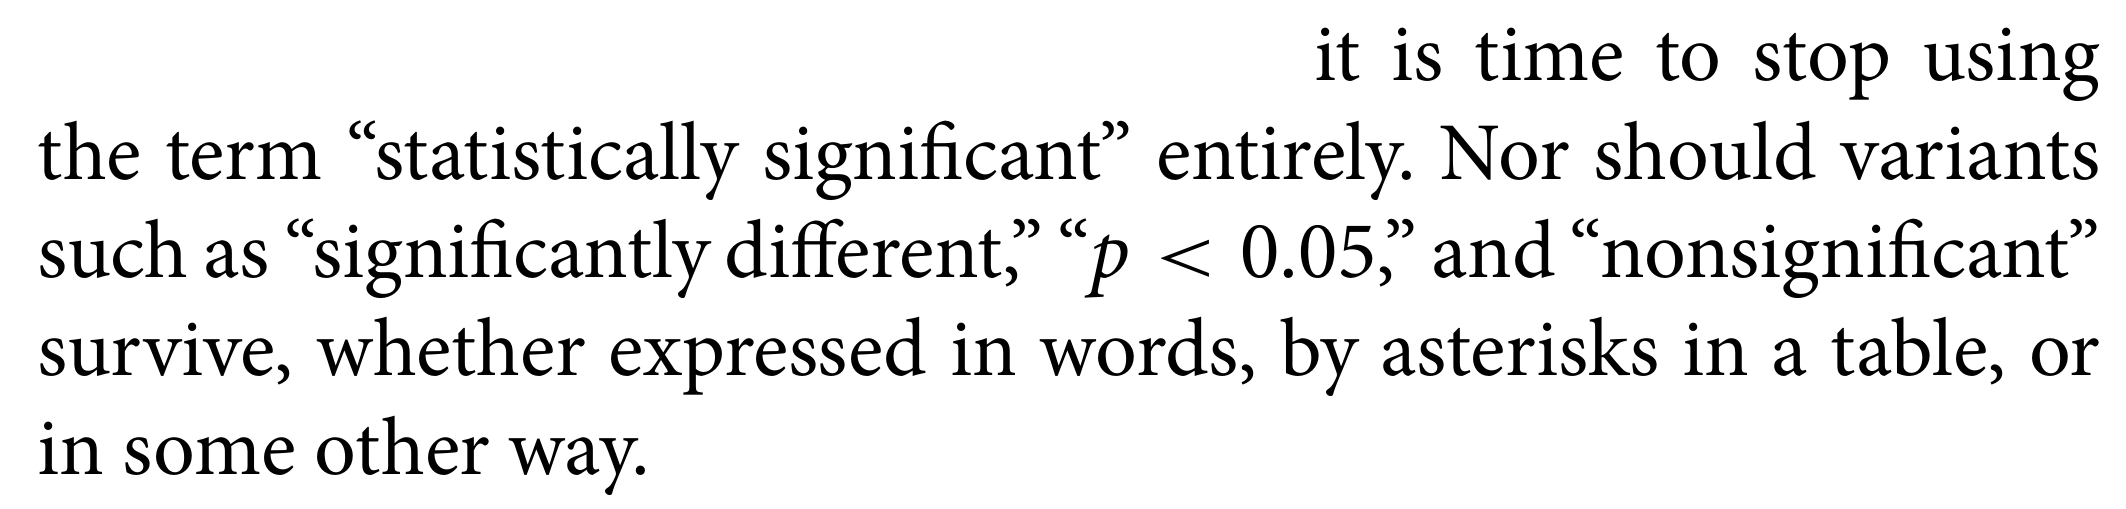 it is time to stop using
the term “statistically significant” entirely. Nor should variants
such as “significantly different,” “p < 0.05,” and “nonsignificant”
survive, whether expressed in words, by asterisks in a table, or
in some other way.